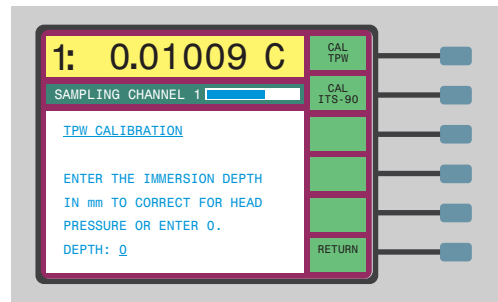 1: 0.01009 C
SAMPLING CHANNEL 1
TPW CALIBRATION
ENTER THE IMMERSION DEPTH
IN mm TO CORRECT FOR HEAD
PRESSURE OR ENTER 0.
DEPTH: 0
CAL
TPW
CAL
ITS-90
RETURN